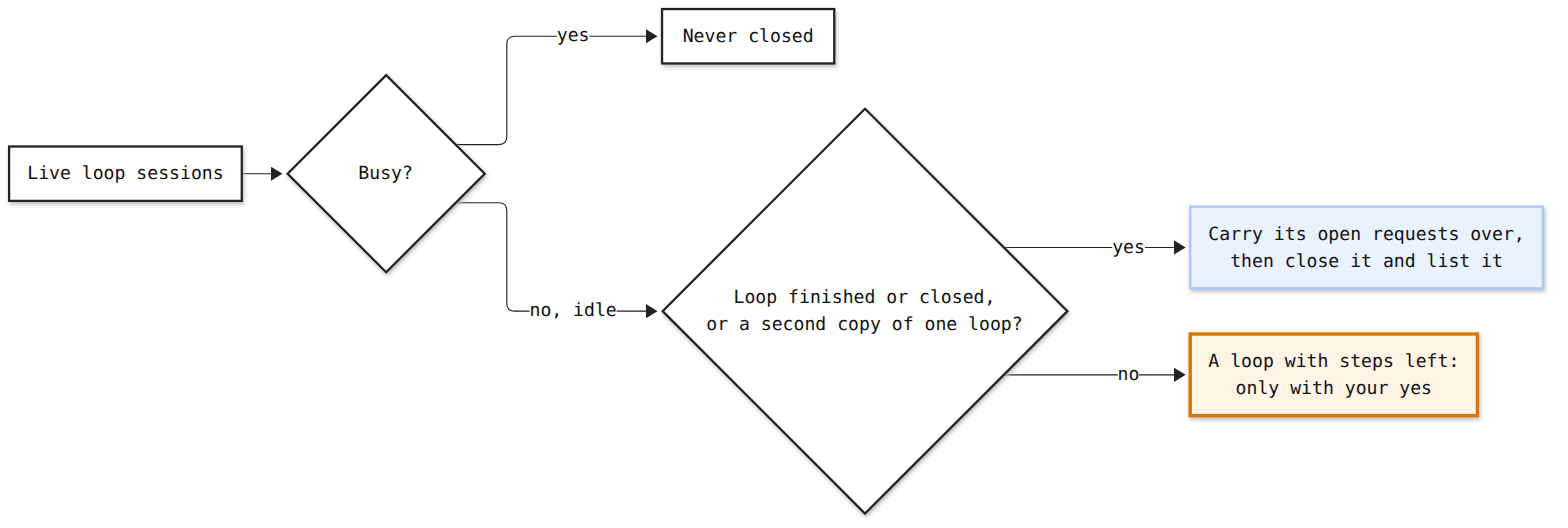 yes
Never closed
Live loop sessions
Busy?
no, idle
Loop finished or closed,
or a second copy of one loop?
yes
Carry its open requests over,
then close it and list it
no
A loop with steps left:
only with your yes